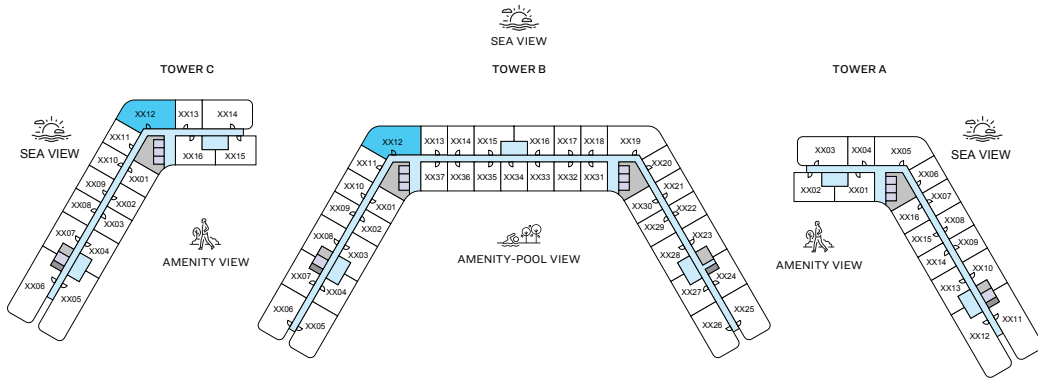 SEA VIEW
TOWER C
TOWER B
TOWER A
SEA VIEW
XX12
XX13
XX14
XX11
XX10
XX09
XX08
XX07
XX06
XX16
XX15
XX01
XX02
XX03
XX04
XX05
AMENITY VIEW
XX12
XX13
XX14
XX15
XX16
XX17
XX18
XX19
XX11
XX10
XX09
XX08
XX07
XX06
XX37
XX36
XX35
XX34
XX33
XX32
XX31
XX01
XX02
XX03
XX04
XX05
XX20
XX21
XX22
XX23
XX24
XX25
XX30
XX29
XX28
XX27
XX26
AMENITY-POOL VIEW
XX03
XX04
XX05
XX02
XX01
XX06
XX07
XX08
XX09
XX10
XX11
XX16
XX15
XX14
XX13
XX12
SEA VIEW
AMENITY VIEW